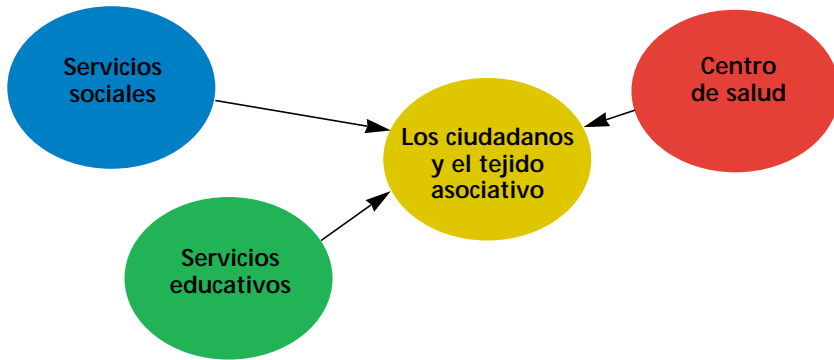 Servicios
sociales
Centro
de salud
Los ciudadanos
y el tejido
asociativo
Servicios
educativos